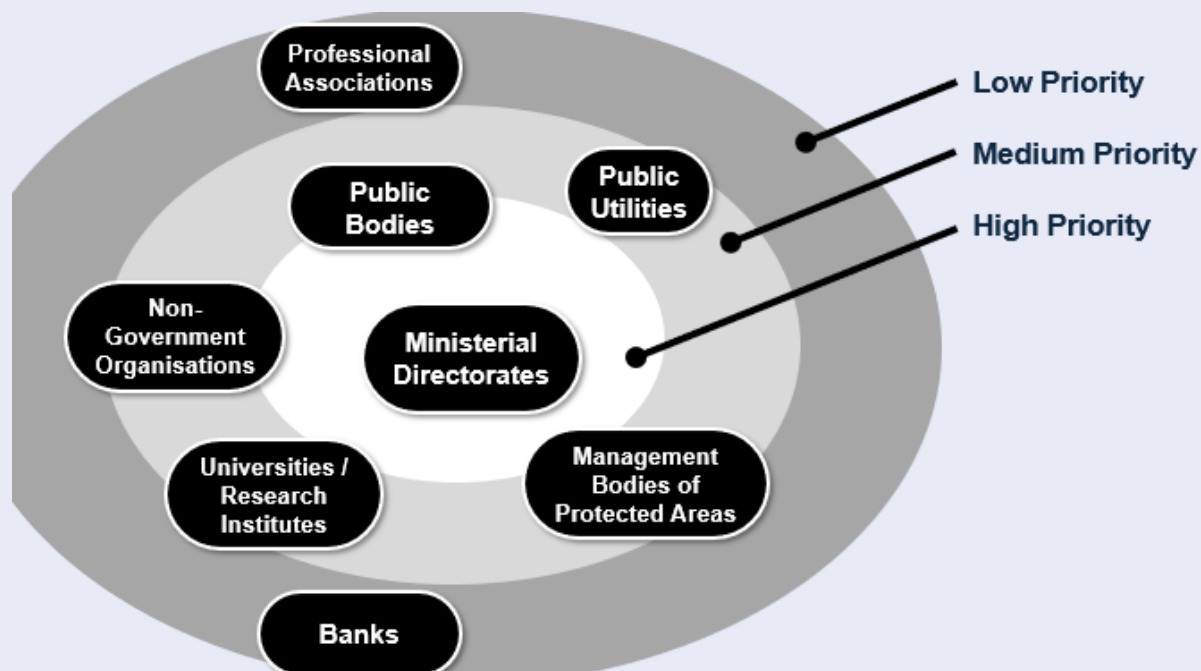 Professional
Associations
Low Priority
Medium Priority
Public
Bodies
Public
Utilities
High Priority
Non-
Government
Organisations
Ministerial
Directorates
Universities /
Research
Institutes
Management
Bodies of
Protected Areas
Banks